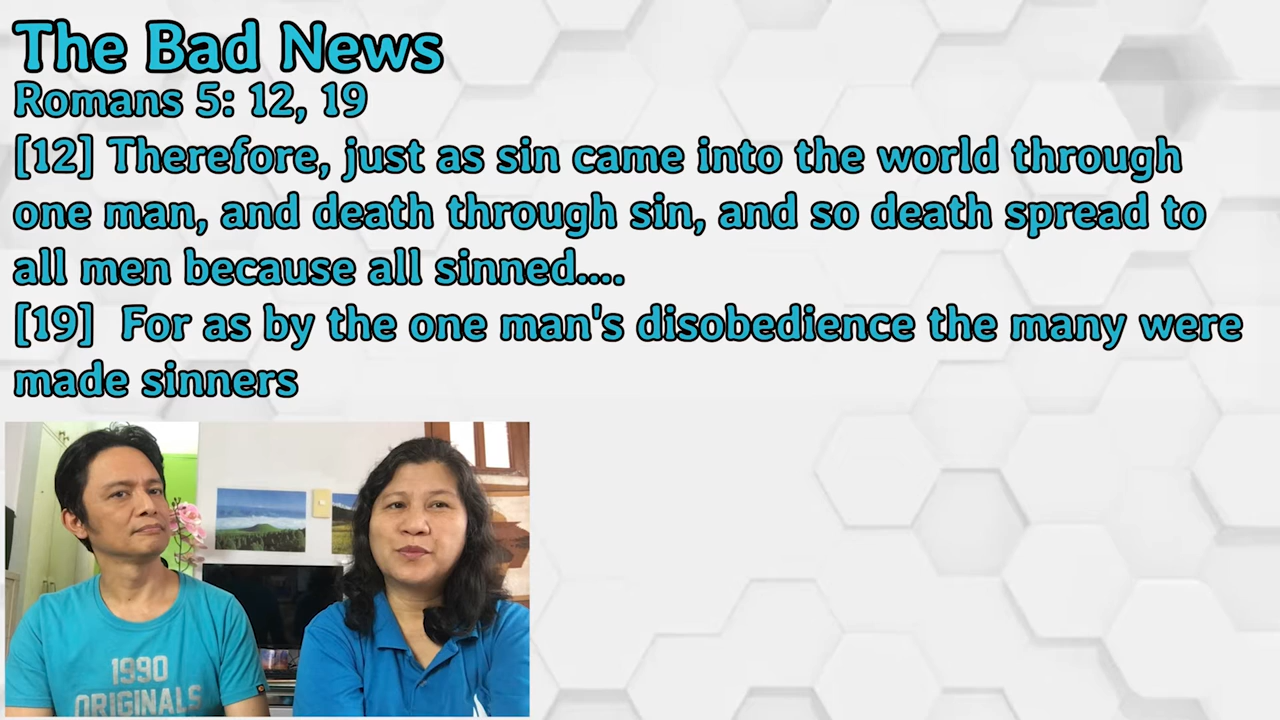 The Bad News
Romans 5: 12, 19
[12] Therefore, just as sin came into the world through
one man, and death through sin, and so death spread to
all men because all sinned....
[19]  For as by the one man's disobedience the many were
made sinners
1990
ORIGINALS